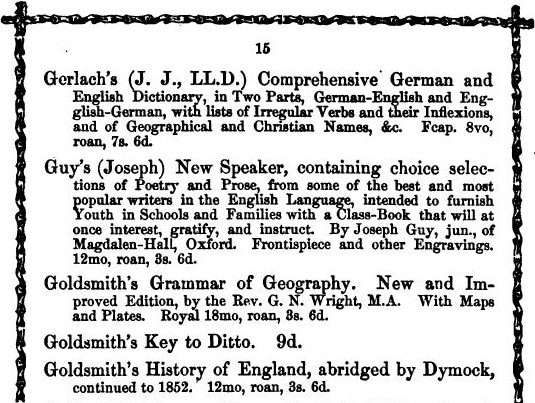 15
Gerlach's (J. J., LL.D.) Comprehensive German and
English Dictionary, in Two Parts, German-English and Eng-
glish-German, with lists of Irregular Verbs and their Inflexions,
and of Geographical and Christian Names, &c. Fcap. 8vo,
roan, 7s. 6d.
Guy's (Joseph) New Speaker, containing choice selec-
tions of Poetry and Prose, from some of the best and most
popular writers in the English Language, intended to furnish
Youth in Schools and Families with a Class-Book that will at
once interest, gratify, and instruct. By Joseph Guy, jun., of
Magdalen-Hall, Oxford. Frontispiece and other Engravings.
12mo, roan, 3s. 6d.
Goldsmith's Grammar of Geography. New and Im-
proved Edition, by the Rev. G. N. Wright, M.A. With Maps
and Plates. Royal 18mo, roan, 3s. 6d.
Goldsmith's Key to Ditto. 9d.
Goldsmith's History of England, abridged by Dymock,
continued to 1852. 12mo, roan, 3s. 6d.